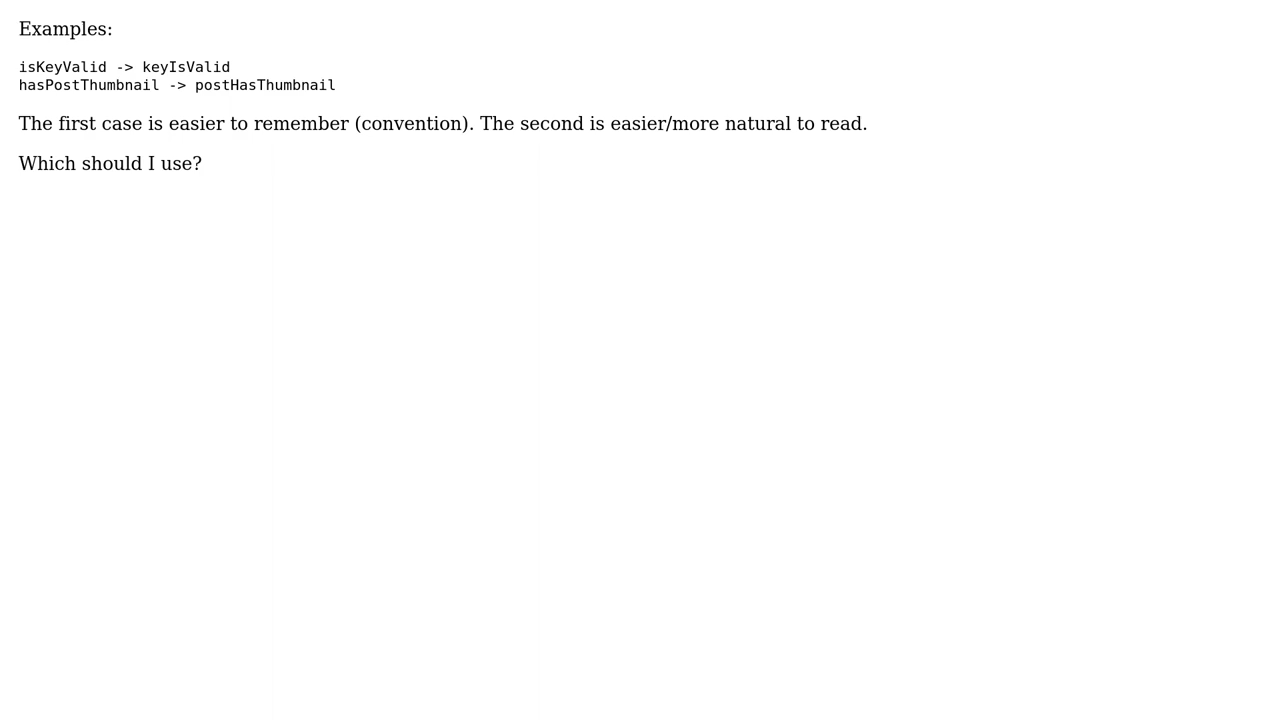 Examples:
isKeyValid -> keyIsValid
hasPostThumbnail -> postHasThumbnail
The first case is easier to remember (convention). The second is easier/more natural to read.
Which should I use?